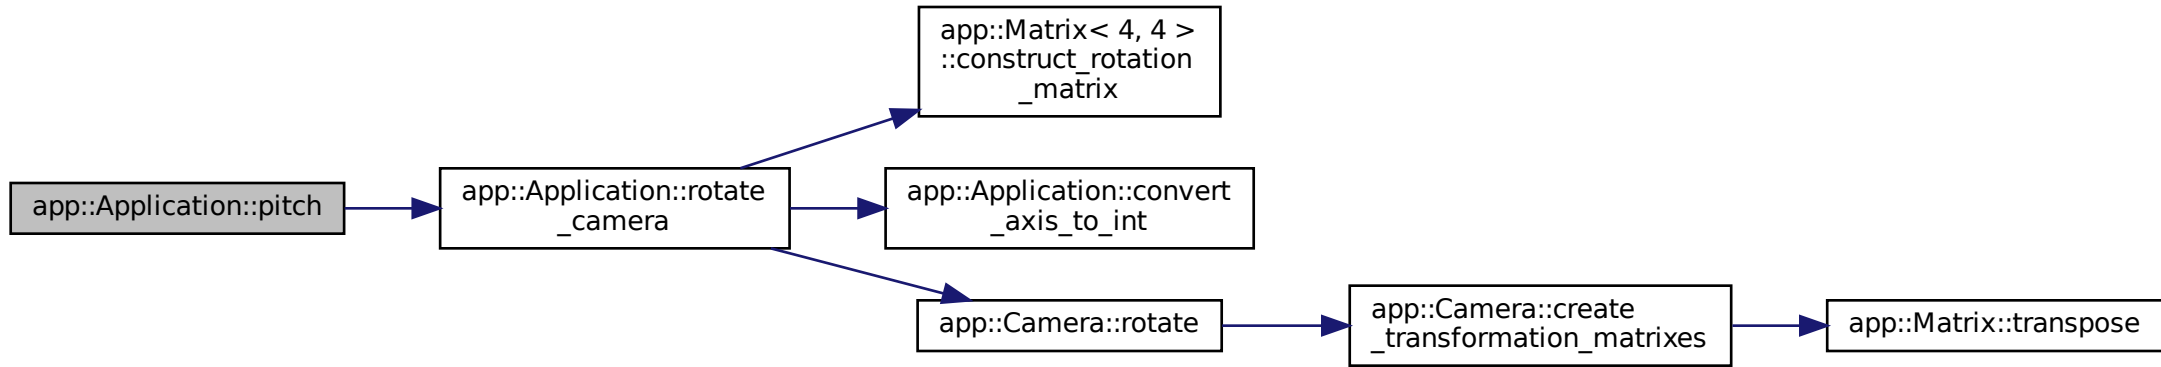 app::Matrix< 4, 4 >
::construct_rotation
_matrix
app::Application::pitch
app::Application::rotate
_camera
app::Application::convert
_axis_to_int
app::Camera::rotate
app::Camera::create
_transformation_matrixes
app::Matrix::transpose